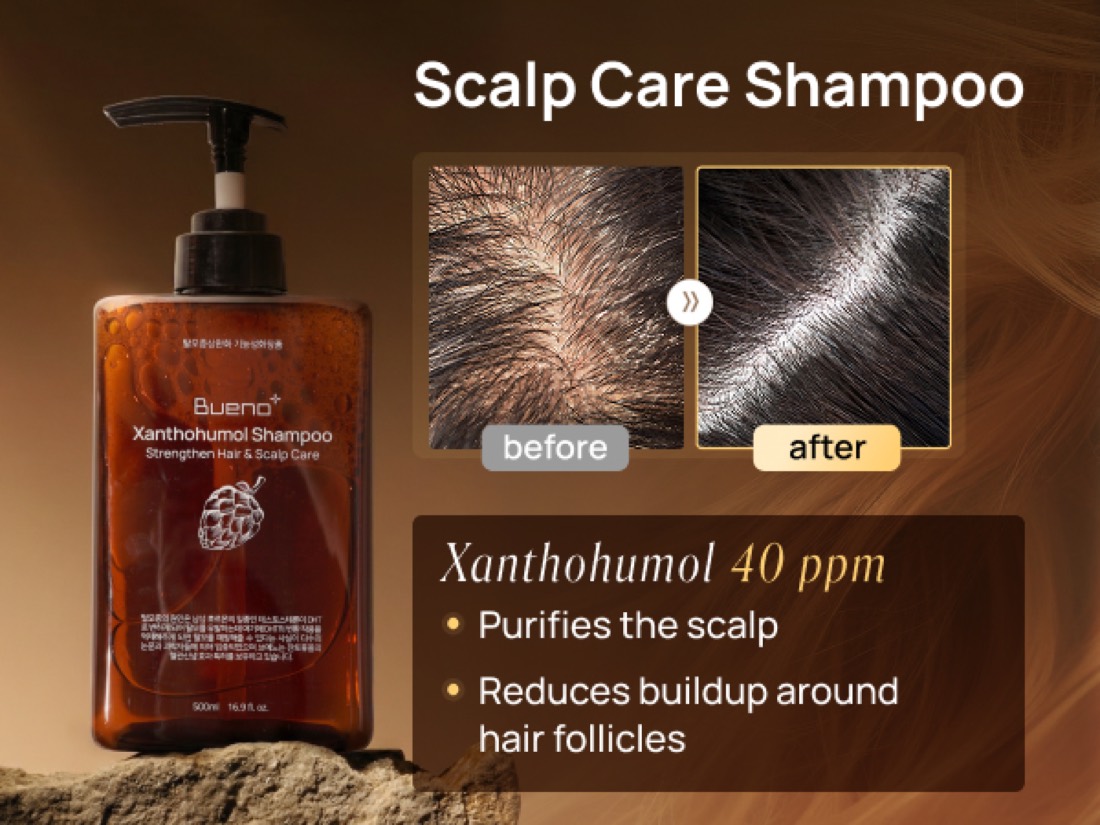 Scalp Care Shampoo
before
after
탈모증상완화 기능성화장품
Bueno
Xanthohumol Shampoo
Strengthen Hair & Scalp Care
500ml 16.9 fl. oz.
Xanthohumol 40 ppm
Purifies the scalp
Reduces buildup around
hair follicles